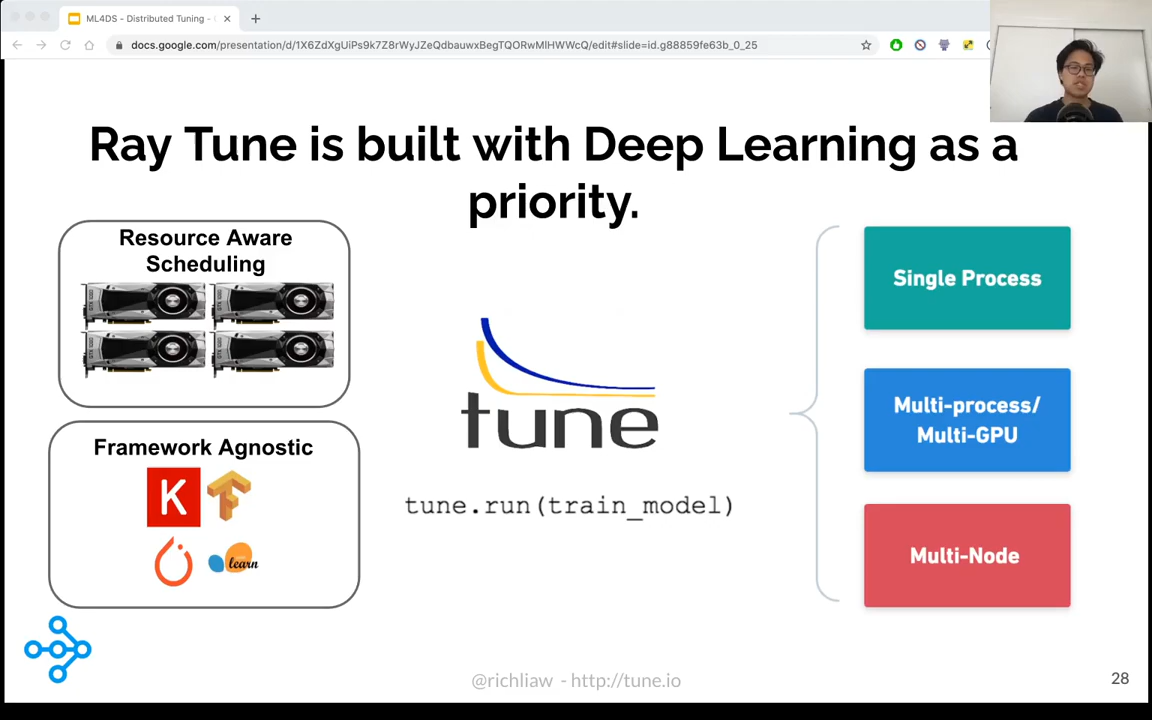 ML4DS - Distributed Tuning -
docs.google.com/presentation/d/1X6ZdXgUiPs9k7Z8rWyJZeQdbauwxBegTQORwMlHWWcQ/edit#slide=id.g88859fe63b_0_25
Ray Tune is built with Deep Learning as a
priority.
Resource Aware
Scheduling
Framework Agnostic
K
learn
tune
tune.run(train_model)
Single Process
Multi-process/
Multi-GPU
Multi-Node
@richliaw - http://tune.io
28